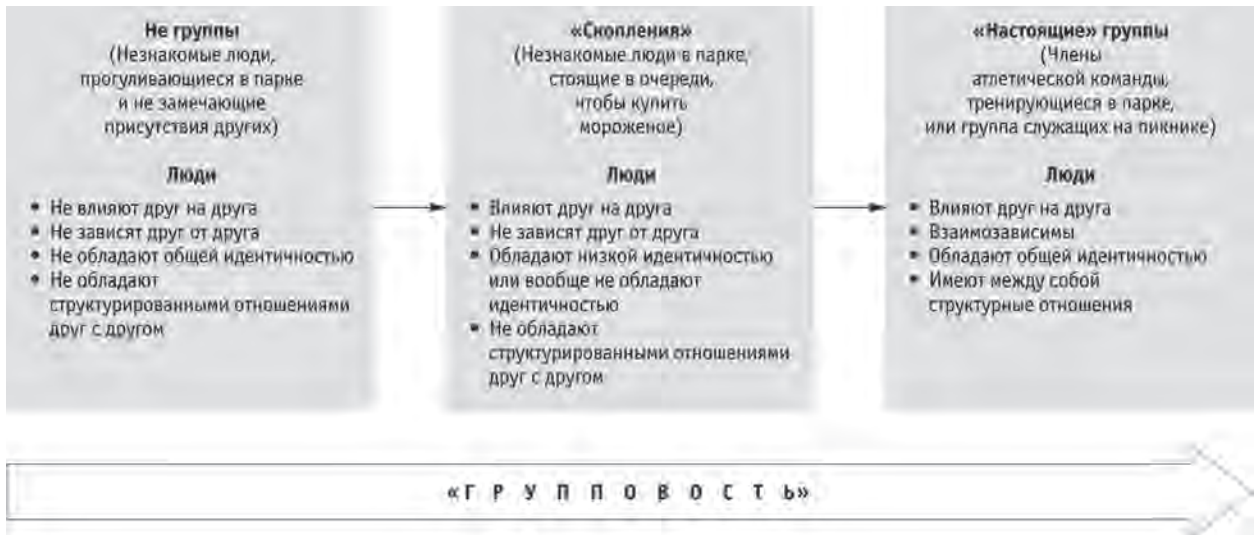 Не группы
(Незнакомые люди,
прогуливающиеся в парке
и не замечающие
присутствия других)
Люди
• Не влияют друг на друга
• Не зависят друг от друга
• Не обладают общей идентичностью
• Не обладают
структурированными отношениями
друг с другом
«Скопления»
(Незнакомые люди в парке,
стоящие в очереди,
чтобы купить
мороженое)
Люди
• Влияют друг на друга
• Не зависят друг от друга
• Обладают низкой идентичностью
или вообще не обладают
идентичностью
• Не обладают
структурированными отношениями
друг с другом
«Настоящие» группы
(Члены
атлетической команды,
тренирующиеся в парке,
или группа служащих на пикнике)
Люди
• Влияют друг на друга
• Взаимозависимы
• Обладают общей идентичностью
• Имеют между собой
структурные отношения
«Г Р У П П О В О С Т Ь»